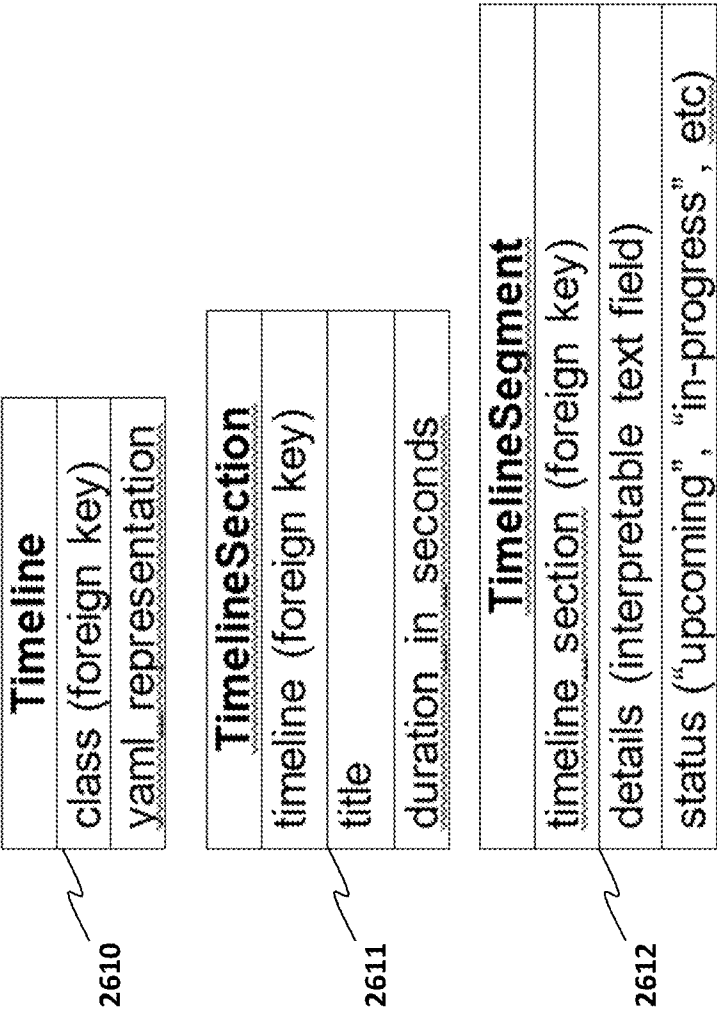 Timeline
class (foreign key)
yaml_representation
2610
TimelineSection
timeline (foreign key)
title
duration_in_seconds
2611
TimelineSegment
timeline_section (foreign key)
details (interpretable text field)
status (“upcoming”, “in-progress”, etc)
2612